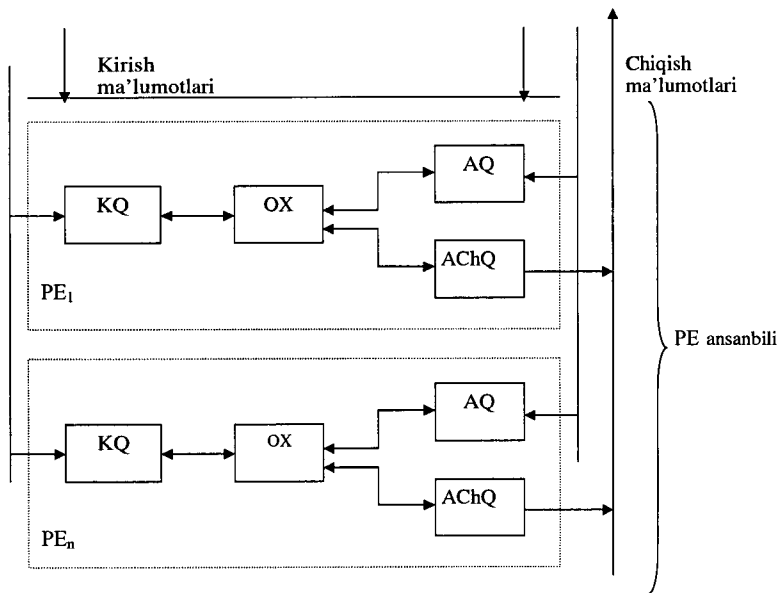 Kirish
ma’lumotlari
Chiqish
ma’lumotlari
AQ
KQ
OX
AChQ
PE₁
PE ansanbili
AQ
KQ
OX
AChQ
PEₙ